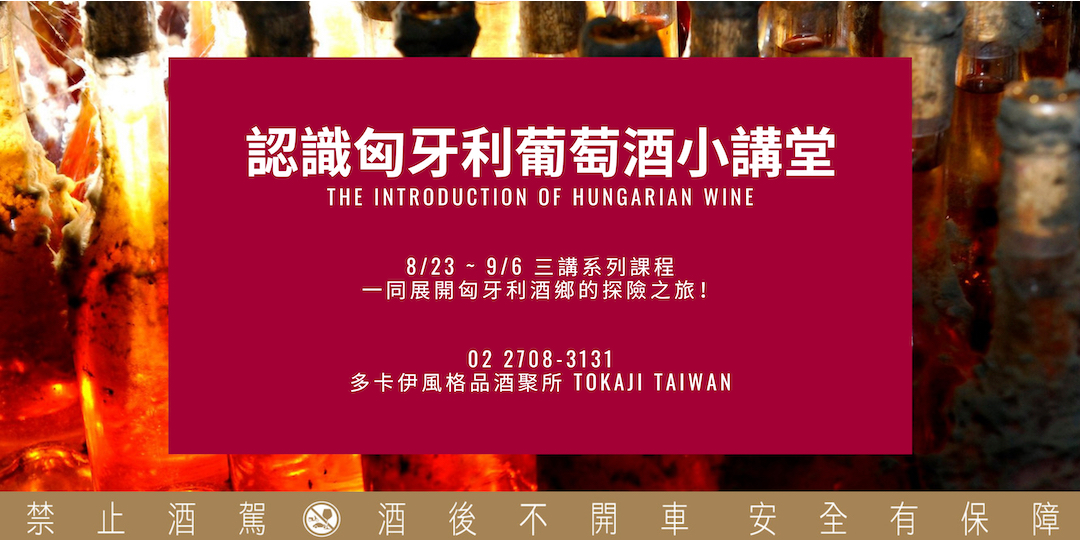 認識匈牙利葡萄酒小講堂
THE INTRODUCTION OF HUNGARIAN WINE
8/23 ~ 9/6 三講系列課程
一同展開匈牙利酒鄉的探險之旅!
02 2708-3131
多卡伊風格品酒聚所 TOKAJI TAIWAN
禁止酒駕 酒後不開車 安全有保障